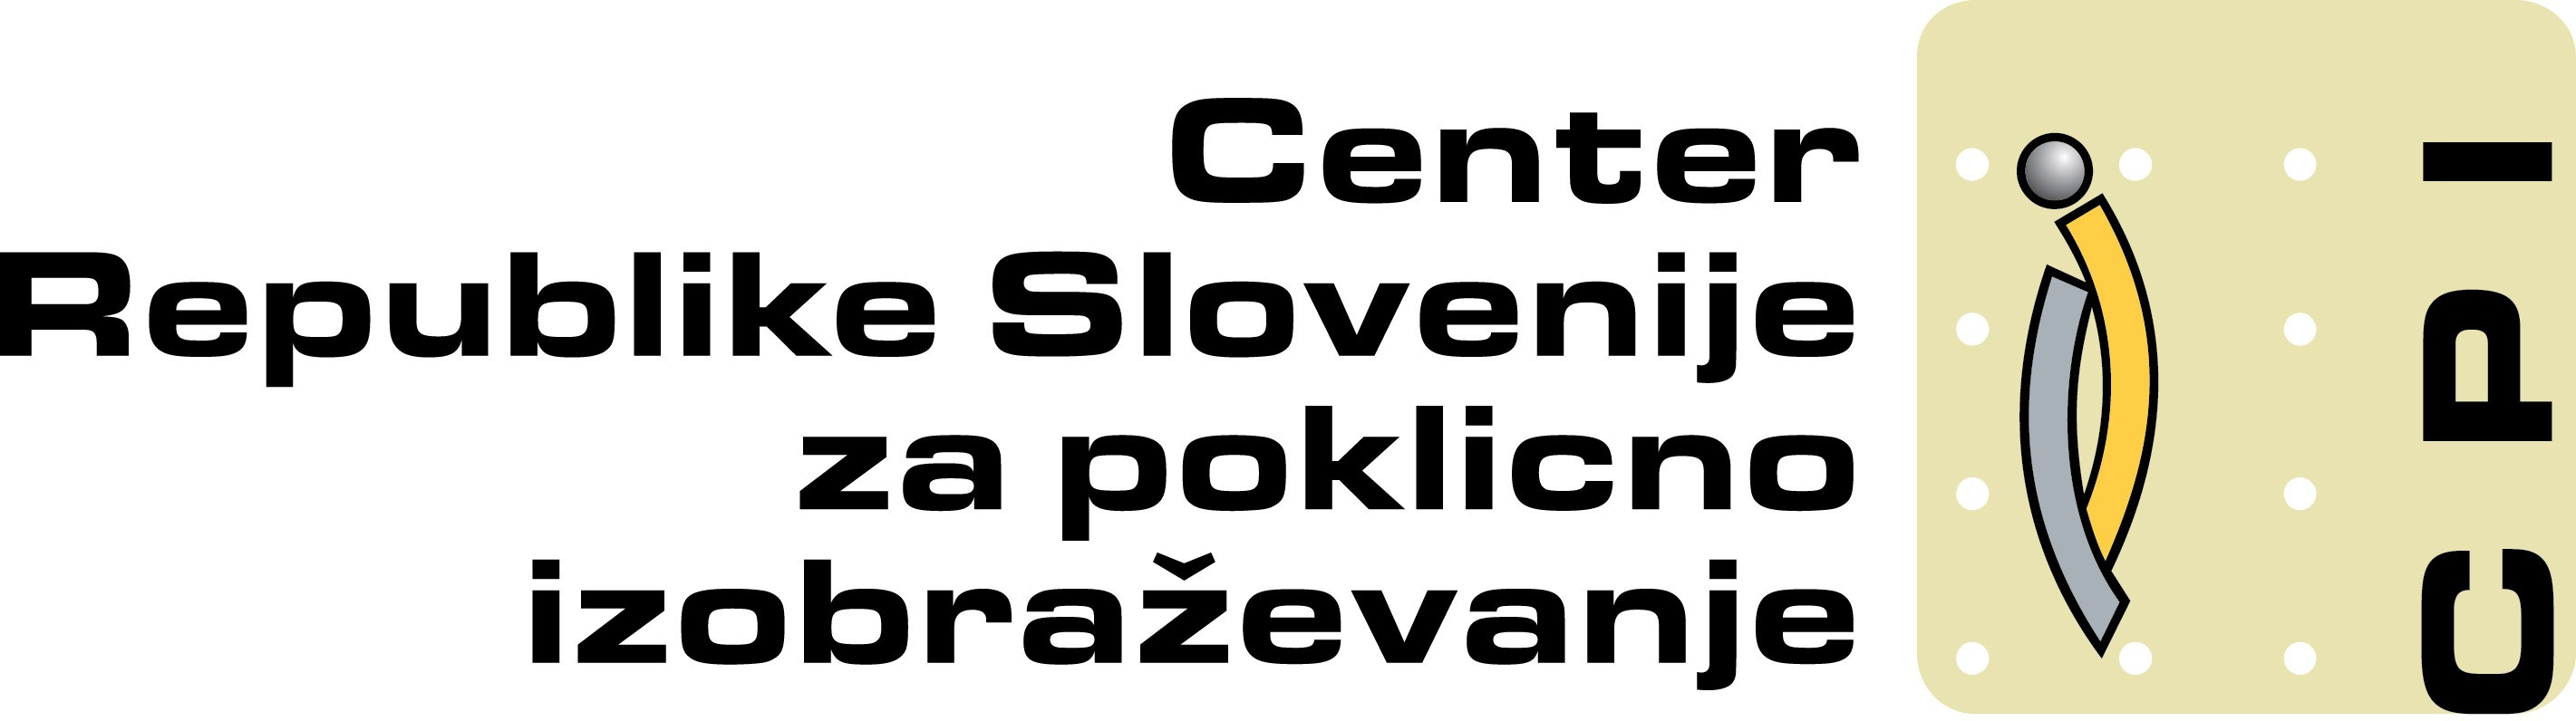 Center
Republike Slovenije
za poklicno
izobraževanje
CPI